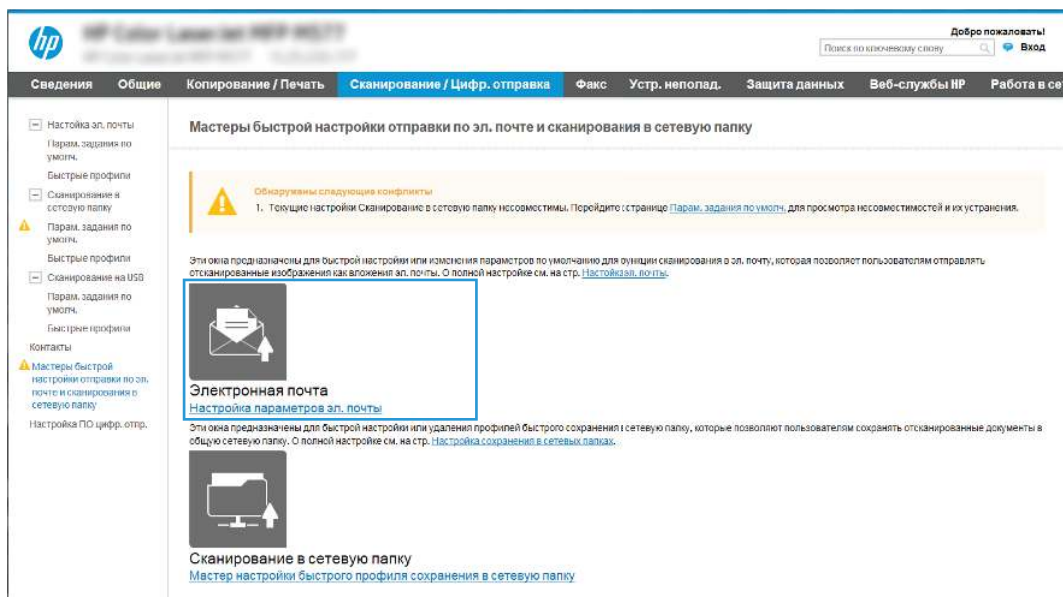 hp
Добро пожаловать!
Поиск по ключевому слову
Вход
Сведения Общие Копирование / Печать Сканирование / Цифр. отправка Факс Устр. неполад. Защита данных Веб-службы HP Работа в се
Настойка эл. почты
Парам. задания по
умолч.
Быстрые профили
Сканирование в
сетевую папку
Парам. задания по
умолч.
Быстрые профили
Сканирование на USB
Парам. задания по
умолч.
Быстрые профили
Контакты
Мастеры быстрой
настройки отправки по эл.
почте и сканирования в
сетевую папку
Настройка ПО цифр. отпр.
Мастеры быстрой настройки отправки по эл. почте и сканирования в сетевую папку
Обнаружены следующие конфликты
1. Текущие настройки Сканирование в сетевую папку несовместимы. Перейдите странице Парам. задания по умолч. для просмотра несовместимостей и их устранения.
Эти окна предназначены для быстрой настройки или изменения параметров по умолчанию для функции сканирования в эл. почту, которая позволяет пользователям отправлять
отсканированные изображения как вложения эл. почты. О полной настройке см. на стр. Настойкаэл. почты.
Электронная почта
Настройка параметров эл. почты
Эти окна предназначены для быстрой настройки или удаления профилей быстрого сохранения сетевую папку, которые позволяют пользователям сохранять отсканированные документы в
общую сетевую папку. О полной настройке см. на стр. Настройка сохранения в сетевых папках.
Сканирование в сетевую папку
Мастер настройки быстрого профиля сохранения в сетевую папку